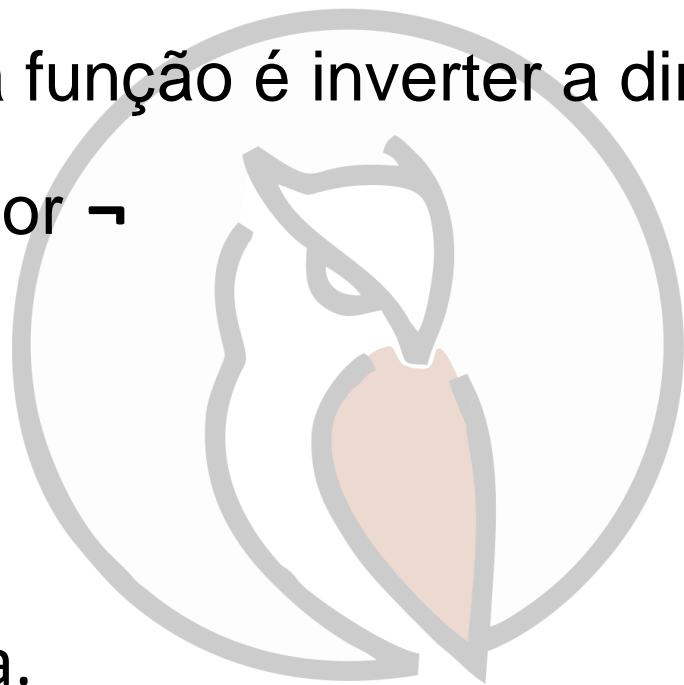 a função é inverter a di
or ¬
a.